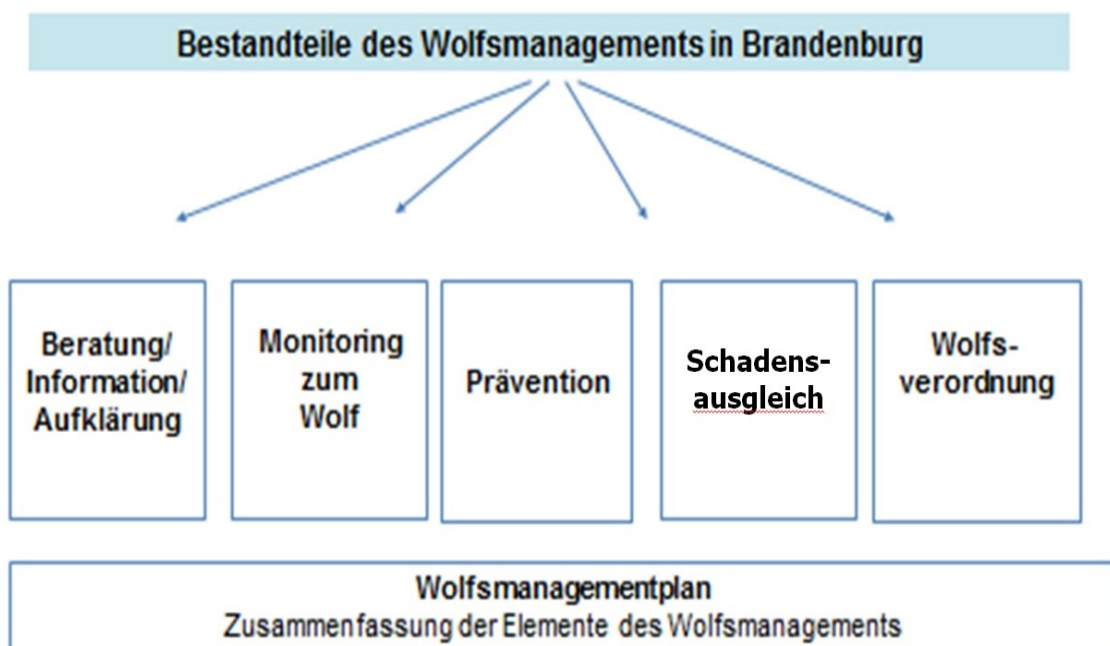 Bestandteile des Wolfsmanagements in Brandenburg
Beratung/
Information/
Aufklärung
Monitoring
zum
Wolf
Prävention
Schadens-
ausgleich
Wolfs-
verordnung
Wolfsmanagementplan
Zusammenfassung der Elemente des Wolfsmanagements